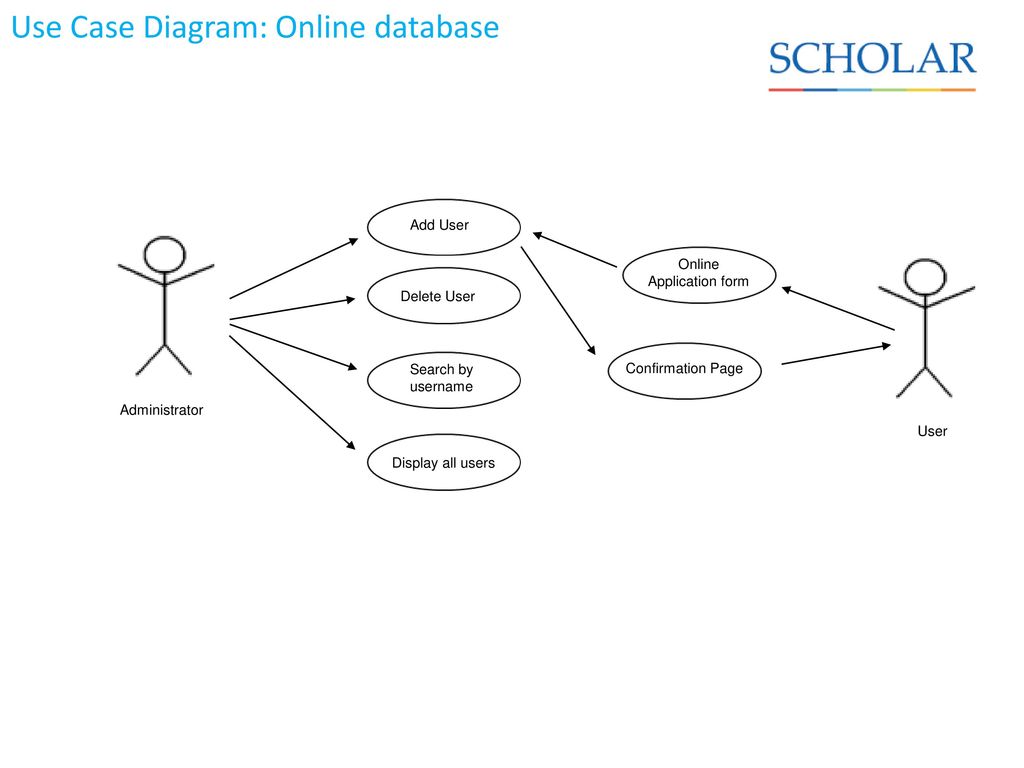 Use Case Diagram: Online database
SCHOLAR
Add User
Online
Application form
Delete User
Search by
username
Confirmation Page
Administrator
User
Display all users